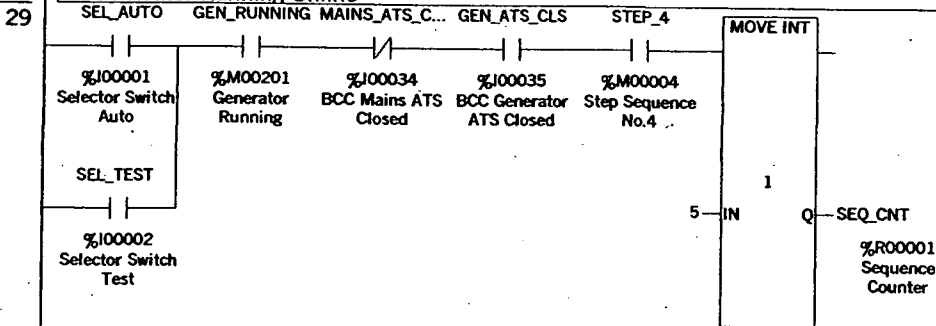 29
SEL_AUTO GEN_RUNNING MAINS_ATS_C... GEN_ATS_CLS STEP_4
MOVE INT
%I00001 %M00201 %I00034 %I00035 %M00004
Selector Switch Generator BCC Mains ATS BCC Generator Step Sequence
Auto Running Closed ATS Closed No.4
SEL_TEST
1
5 IN Q SEQ_CNT
%I00002 %R00001
Selector Switch Sequence
Test Counter